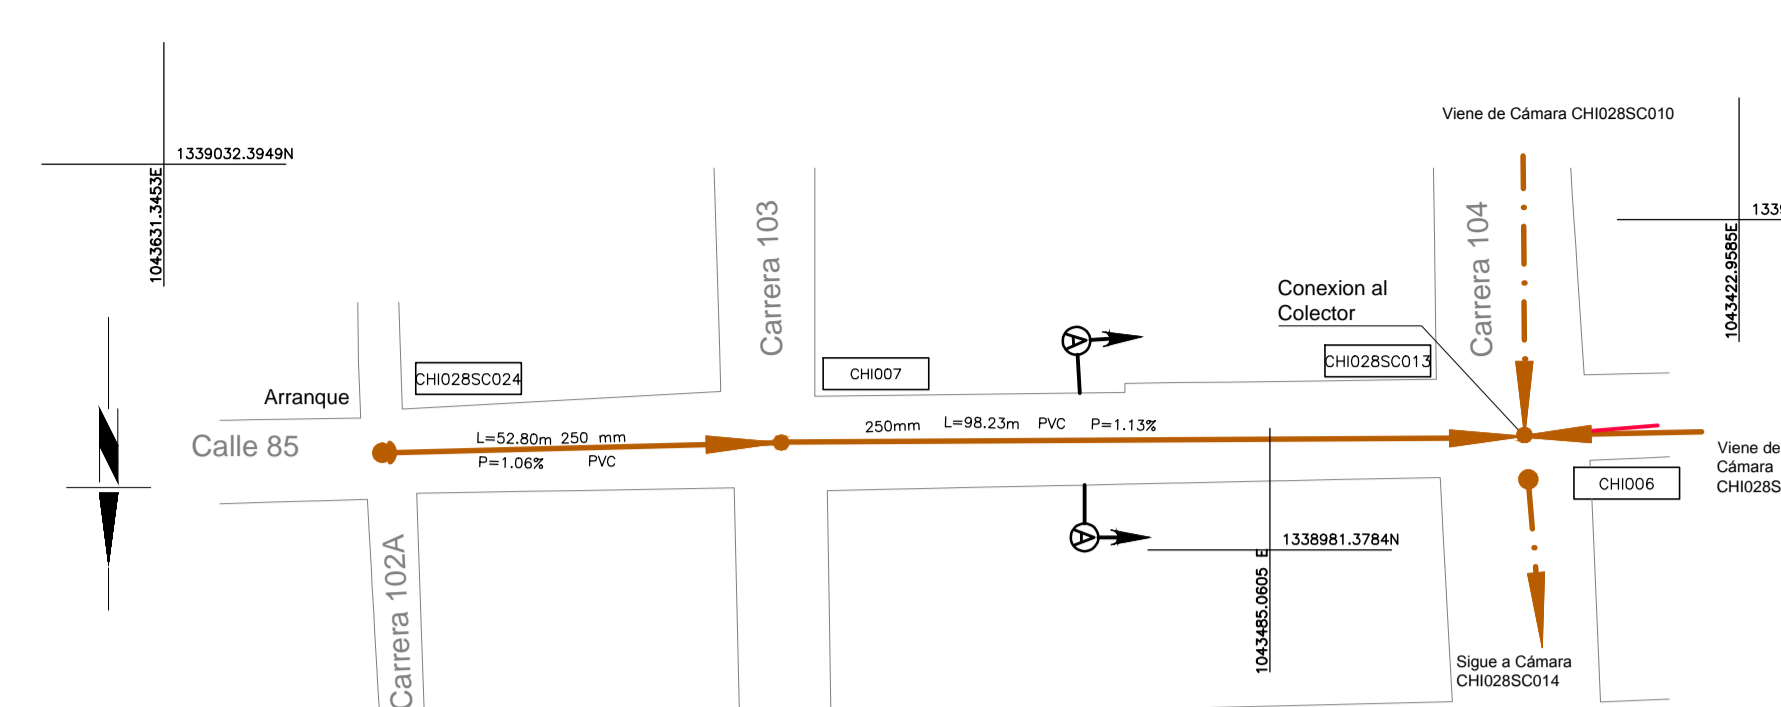 Viene de Cámara CHI028SC010
1339032.3949N
1043631.3453E
Carrera 103
Carrera 104
1043422.9585E
Conexion al
Colector
A
CHI028SC024
CHI007
CHI028SC013
Arranque
Calle 85
L=52.80m 250 mm
P=1.06% PVC
250mm L=98.23m PVC P=1.13%
Viene de
Cámara
CHI006
A
1338981.3784N
1043485.0605 E
Carrera 102A
Sigue a Cámara
CHI028SC014